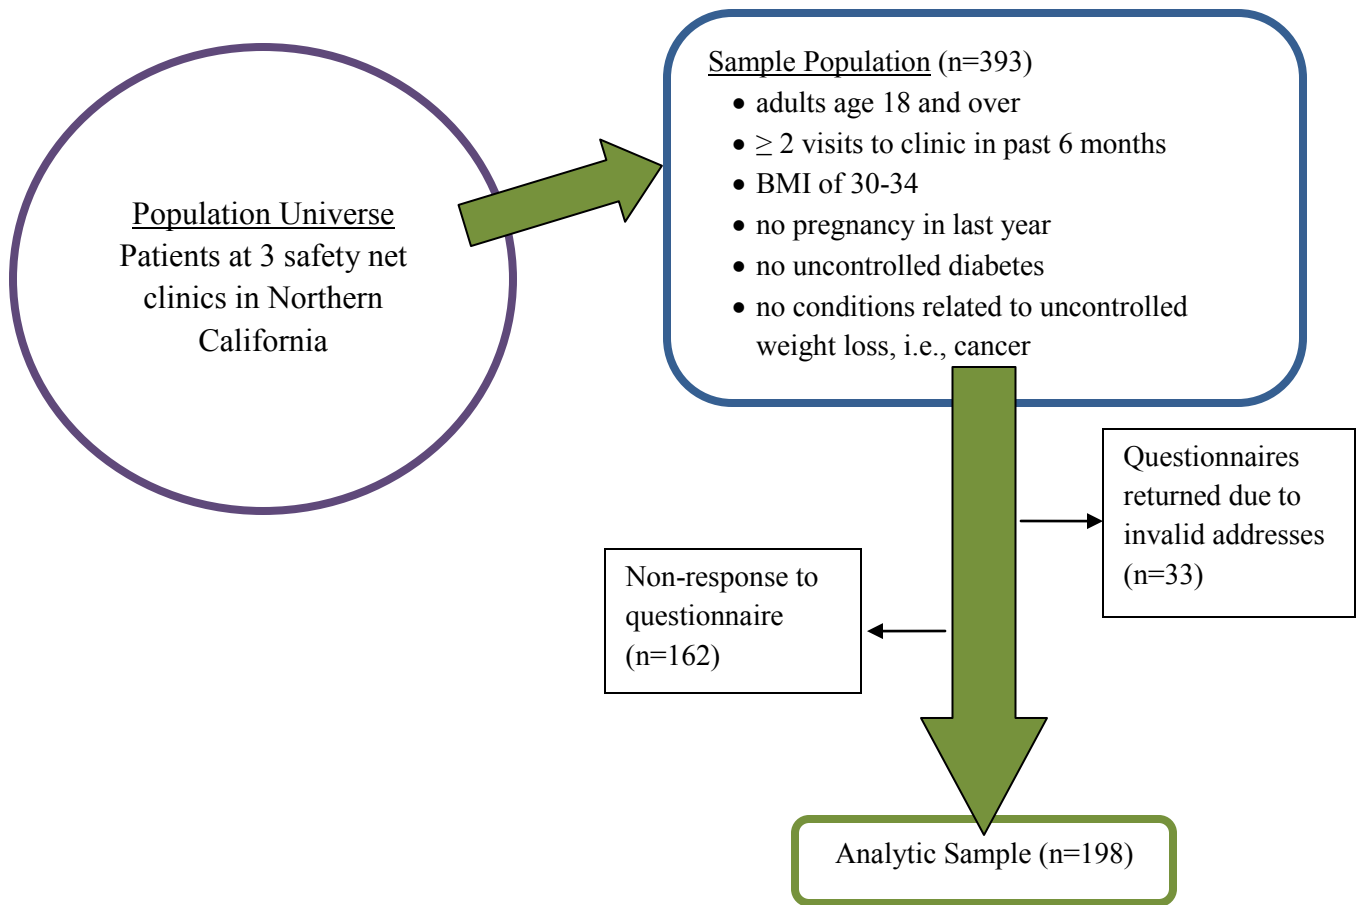 Population Universe
Patients at 3 safety net
clinics in Northern
California
Sample Population (n=393)
• adults age 18 and over
• ≥ 2 visits to clinic in past 6 months
• BMI of 30-34
• no pregnancy in last year
• no uncontrolled diabetes
• no conditions related to uncontrolled
weight loss, i.e., cancer
Questionnaires
returned due to
invalid addresses
(n=33)
Non-response to
questionnaire
(n=162)
Analytic Sample (n=198)